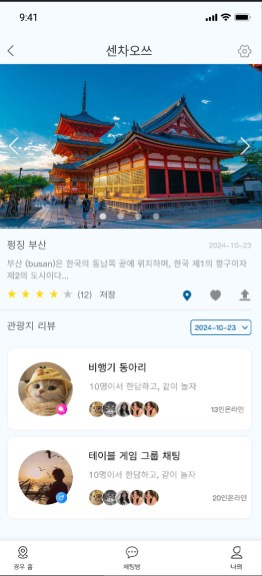 9:41
센차오쓰
펑징 부산
2024-10-23
부산 (busan)은 한국의 동남쪽 끝에 위치하며, 한국 제1의 항구이자
제2의 도시이다...
(12) 저장
관광지 리뷰
2024-10-23
비행기 동아리
10명이서 한담하고, 같이 놀자
13인온라인
테이블 게임 그룹 채팅
10명이서 한담하고, 같이 놀자
20인온라인
경우 홈
채팅방
나의